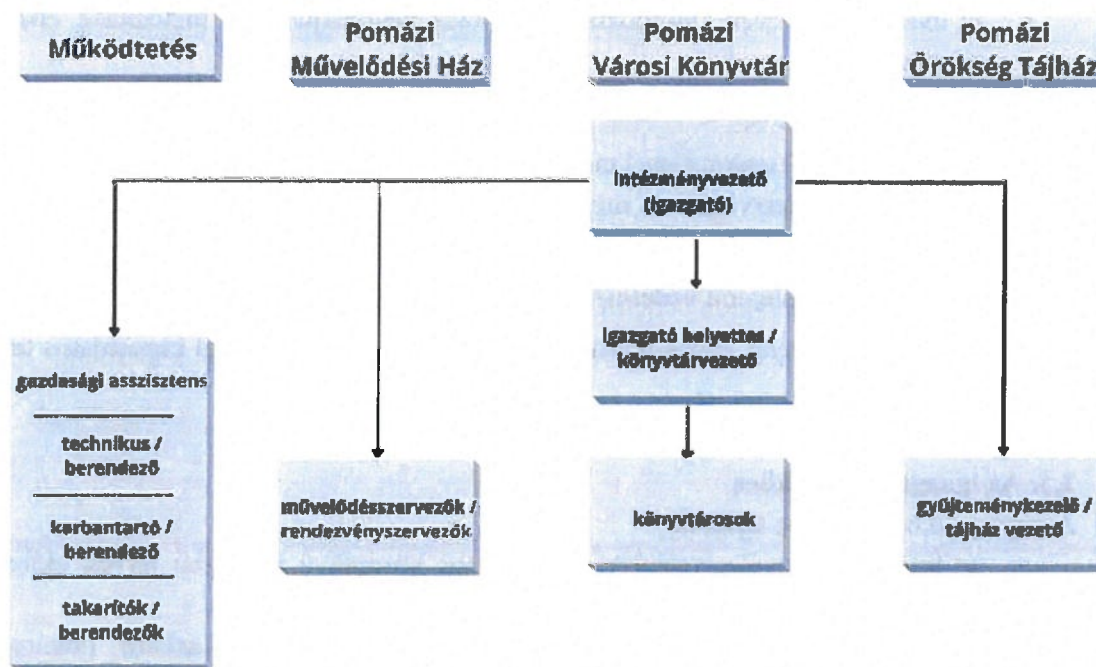 Működtetés
Pomázi
Művelődési Ház
Pomázi
Városi Könyvtár
Pomázi
Örökség Tájház
intézményvezető
(igazgató)
igazgató helyettes /
könyvtárvezető
gazdasági asszisztens
technikus /
berendező
karbantartó /
berendező
takarítók /
berendezők
művelődésszervezők /
rendezvényszervezők
könyvtárosok
gyűjteménykezelő /
tájház vezető